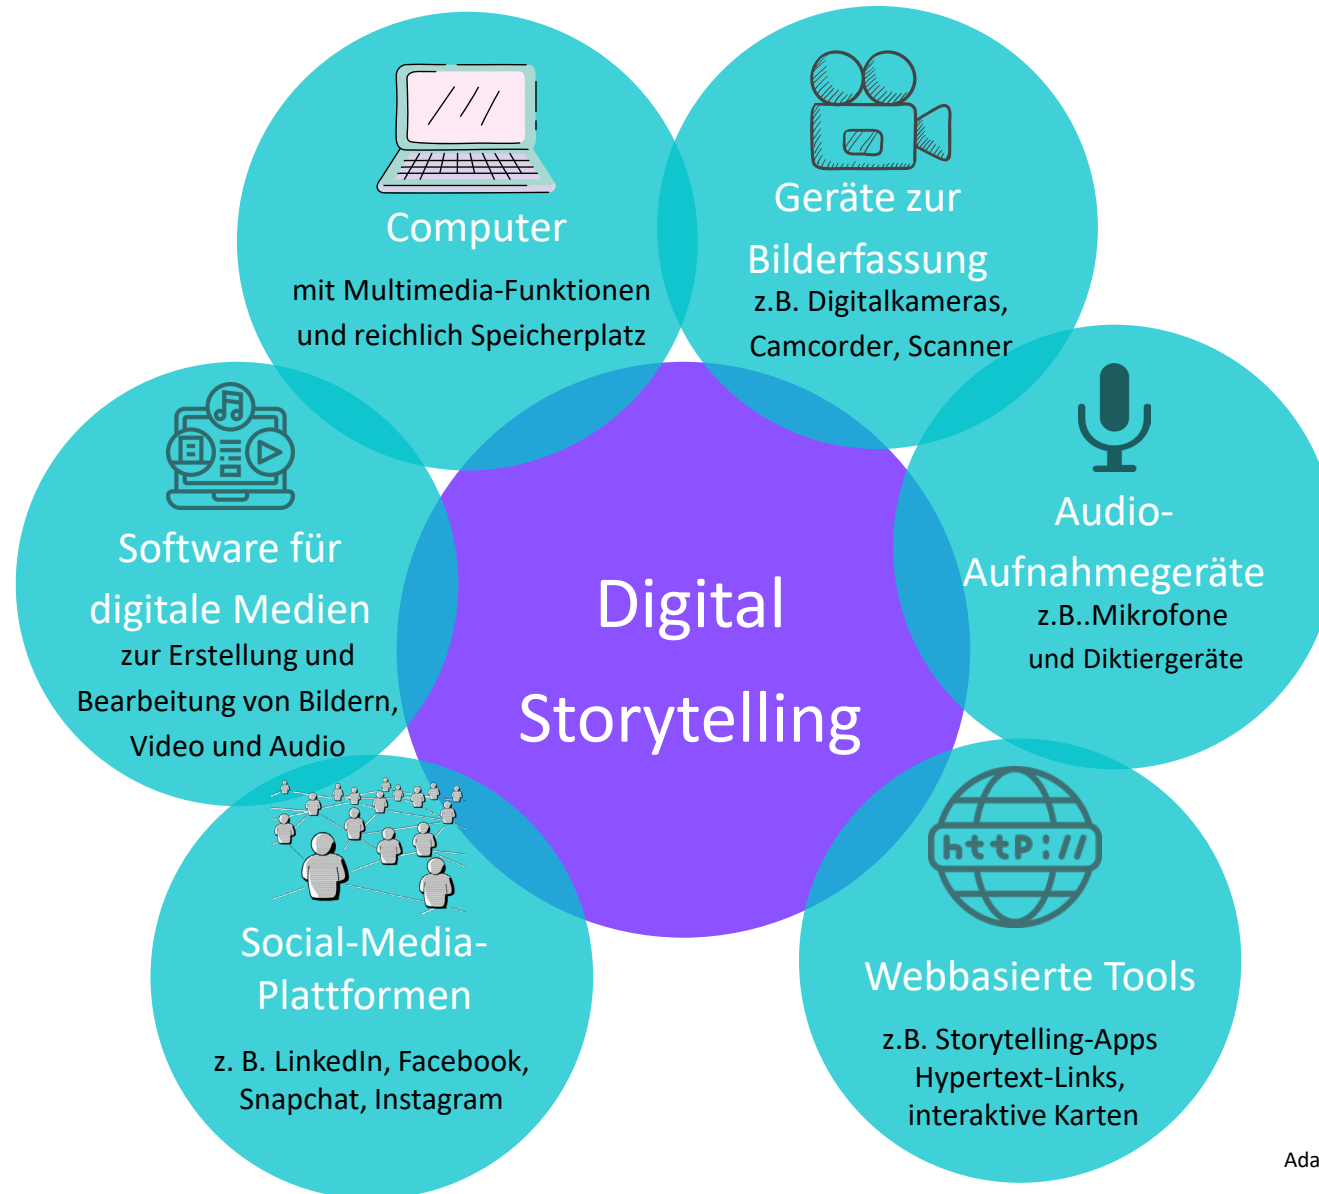 Computer
mit Multimedia-Funktionen
und reichlich Speicherplatz
Geräte zur
Bilderfassung
z.B. Digitalkameras,
Camcorder, Scanner
Audio-
Aufnahmegeräte
z.B..Mikrofone
und Diktiergeräte
Software für
digitale Medien
zur Erstellung und
Bearbeitung von Bildern,
Video und Audio
Digital
Storytelling
http://
Webbasierte Tools
z.B. Storytelling-Apps
Hypertext-Links,
interaktive Karten
Social-Media-
Plattformen
z. B. LinkedIn, Facebook,
Snapchat, Instagram
Ada